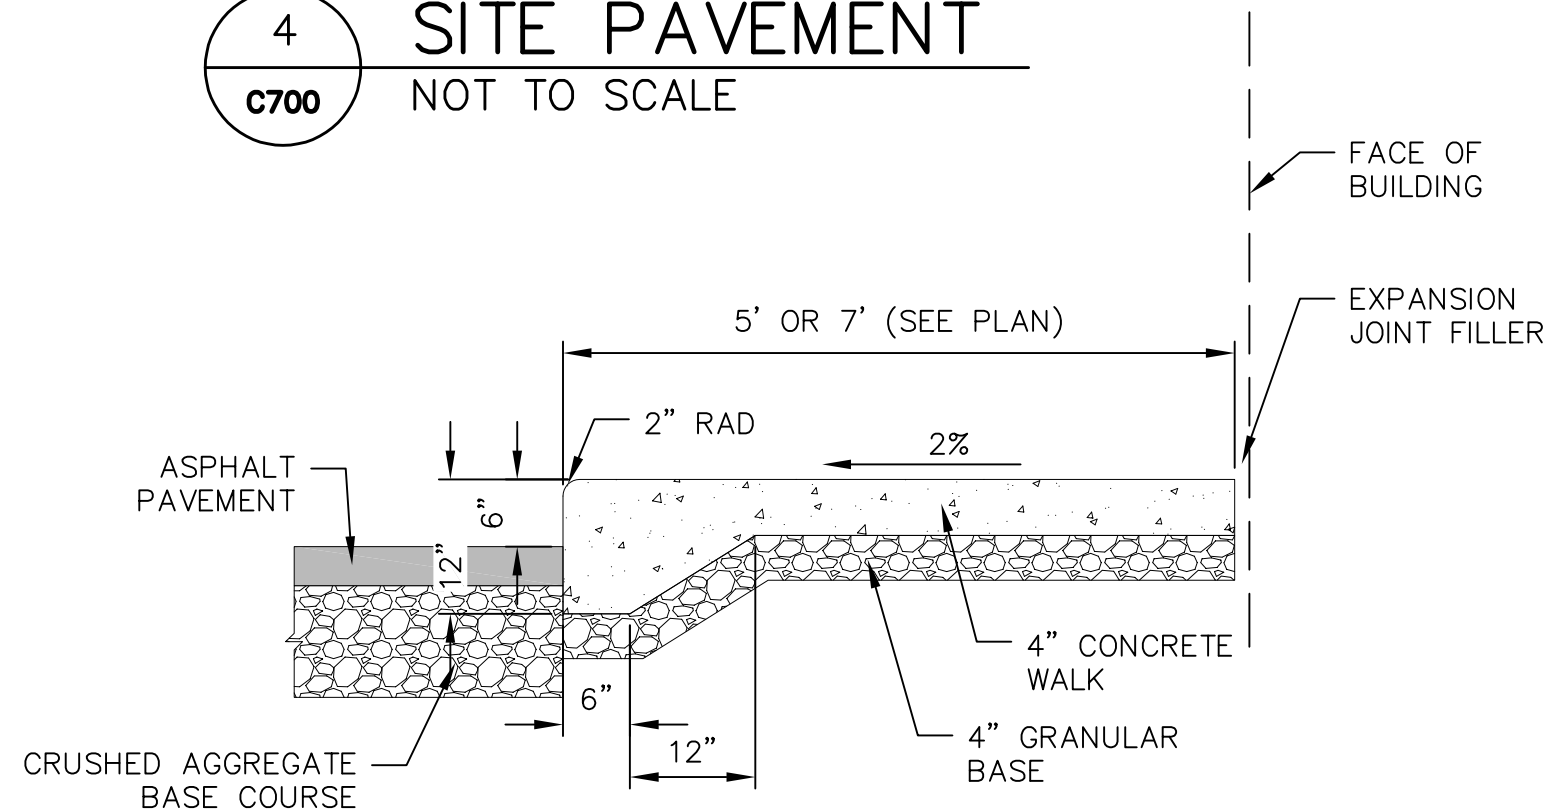 4
C700
SITE PAVEMENT
NOT TO SCALE
FACE OF
BUILDING
EXPANSION
JOINT FILLER
5' OR 7' (SEE PLAN)
2" RAD
2%
ASPHALT
PAVEMENT
6"
12"
4" CONCRETE
WALK
6"
12"
4" GRANULAR
BASE
CRUSHED AGGREGATE
BASE COURSE